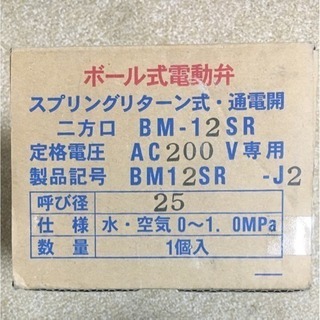 ボール式電動弁
スプリングリターン式・通電開
二方口 BM-12SR
定格電圧 AC200V専用
製品記号 BM12SR -J2
呼び径 25
仕様 水・空気0〜1.0MPa
数量 1個入